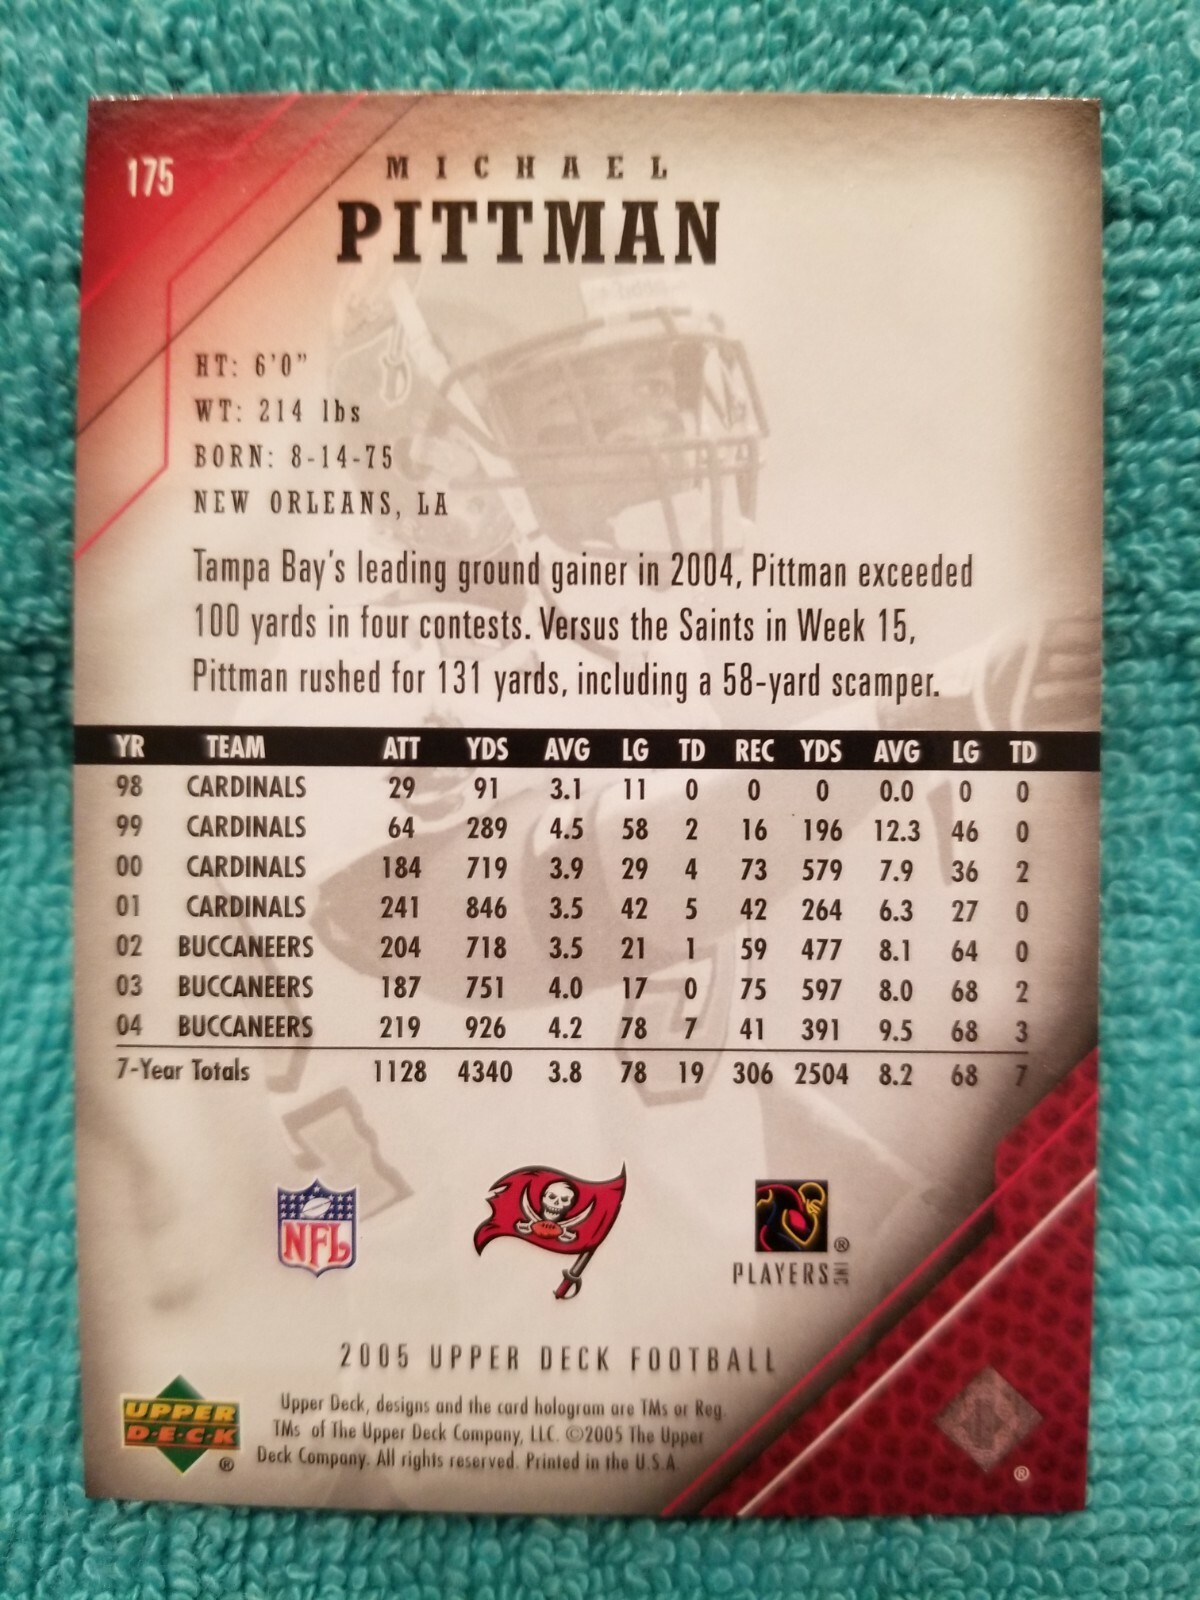 175
MICHAEL
PITTMAN
HT: 6'0"
WT: 214 lbs
BORN: 8-14-75
NEW ORLEANS, LA
Tampa Bay's leading ground gainer in 2004, Pittman exceeded
100 yards in four contests. Versus the Saints in Week 15,
Pittman rushed for 131 yards, including a 58-yard scamper.
YR TEAM ATT YDS AVG LG TD REC YDS AVG LG TD
98 CARDINALS 29 91 3.1 11 0 0 0 0.0 0 0
99 CARDINALS 64 289 4.5 58 2 16 196 12.3 46 0
00 CARDINALS 184 719 3.9 29 4 73 579 7.9 36 2
01 CARDINALS 241 846 3.5 42 5 42 264 6.3 27 0
02 BUCCANEERS 204 718 3.5 21 1 59 477 8.1 64 0
03 BUCCANEERS 187 751 4.0 17 0 75 597 8.0 68 2
04 BUCCANEERS 219 926 4.2 78 7 41 391 9.5 68 3
7-Year Totals 1128 4340 3.8 78 19 306 2504 8.2 68 7
NFL
®
PLAYERS INC
2005 UPPER DECK FOOTBALL
UPPER
D·E·C·K
®
Upper Deck, designs and the card hologram are TMs or Reg.
TMs of The Upper Deck Company, LLC. ©2005 The Upper
Deck Company. All rights reserved. Printed in the U.S.A.
®